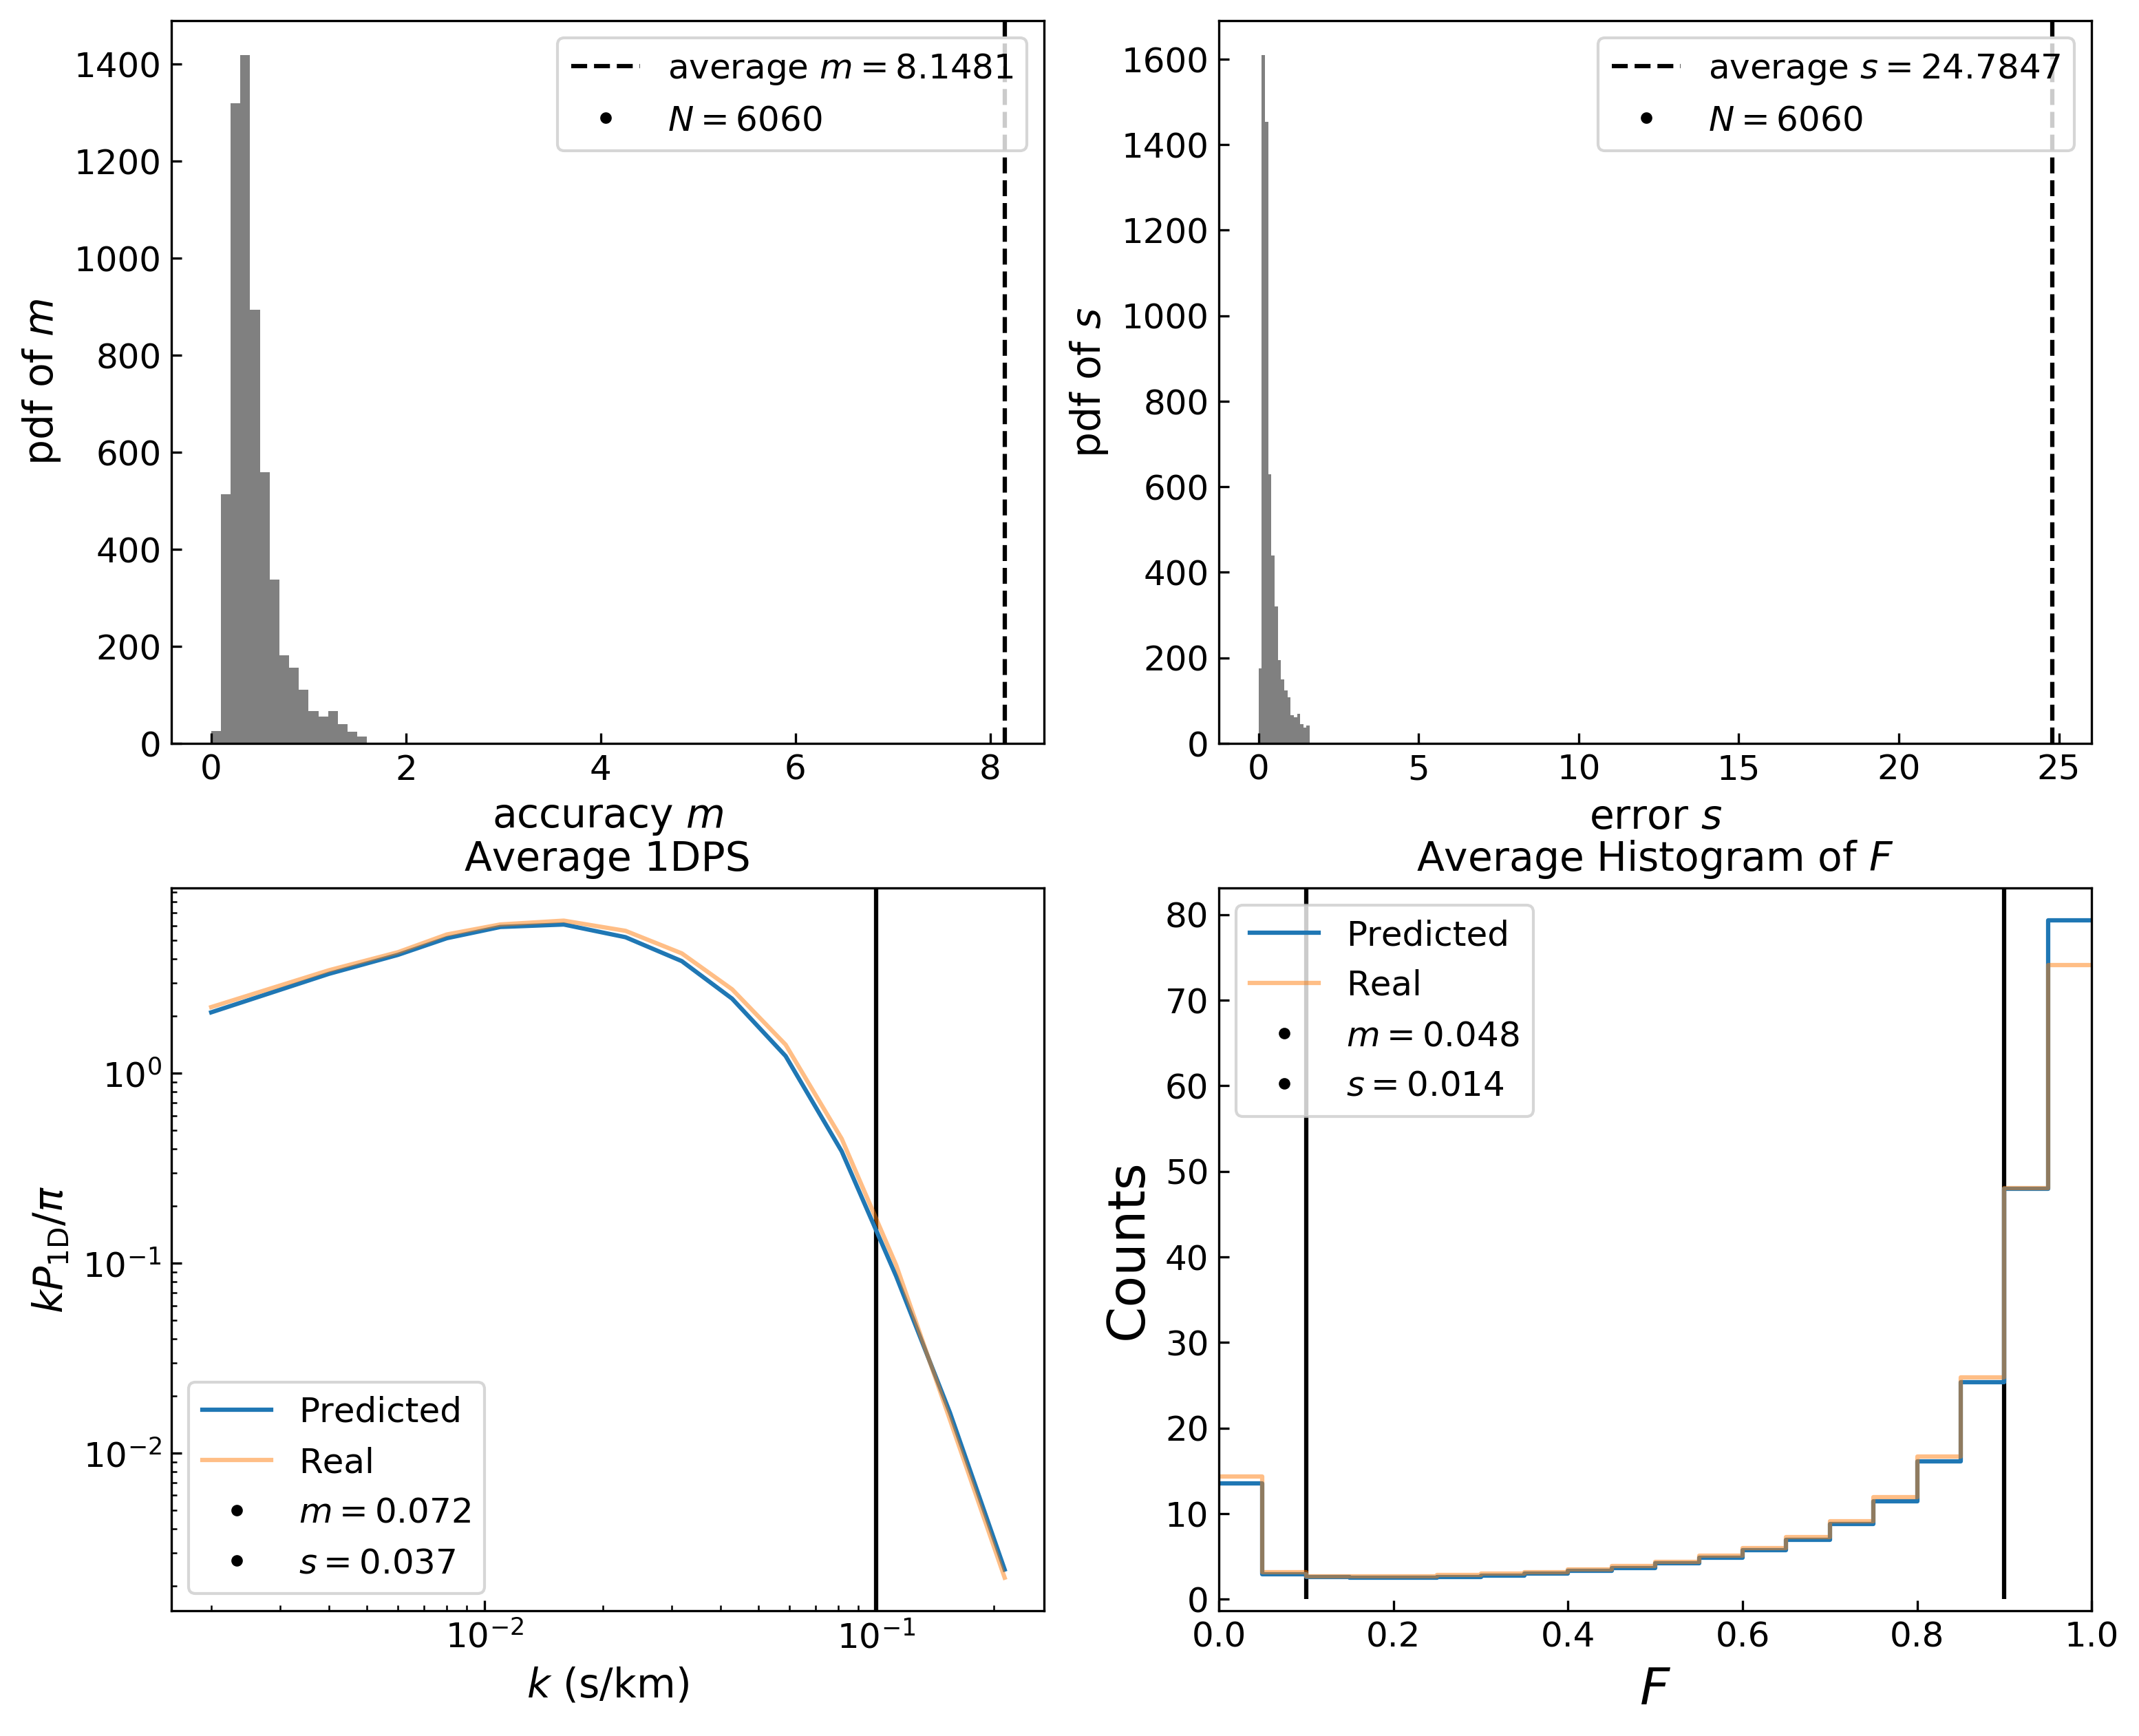 average m = 8.1481
N = 6060
1400
1200
1000
800
600
400
200
0
pdf of m
0 2 4 6 8
accuracy m
average s = 24.7847
N = 6060
1600
1400
1200
1000
800
600
400
200
0
pdf of s
0 5 10 15 20 25
error s
Average 1DPS
10⁰
10⁻¹
10⁻²
kP₁D/π
Predicted
Real
m = 0.072
s = 0.037
10⁻² 10⁻¹
k (s/km)
Average Histogram of F
Predicted
Real
m = 0.048
s = 0.014
80
70
60
50
40
30
20
10
0
Counts
0.0 0.2 0.4 0.6 0.8 1.0
F